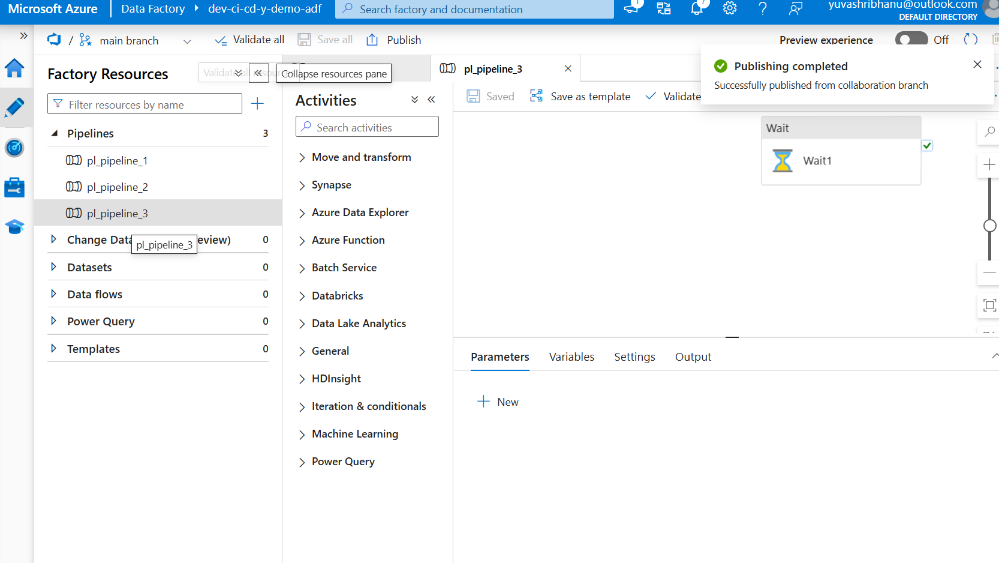 Microsoft Azure
Data Factory
dev-ci-cd-y-demo-adf
Search factory and documentation
1
7
yuvashribhanu@outlook.com
DEFAULT DIRECTORY
/
main branch
Validate all
Save all
Publish
Preview experience
Off
Factory Resources
Validate all
Collapse resources pane
pl_pipeline_3
Publishing completed
Successfully published from collaboration branch
Filter resources by name
Activities
Saved
Save as template
Validate
Search activities
Pipelines
3
pl_pipeline_1
pl_pipeline_2
pl_pipeline_3
Change Data
eview)
0
pl_pipeline_3
Datasets
0
Data flows
0
Power Query
0
Templates
0
Move and transform
Synapse
Azure Data Explorer
Azure Function
Batch Service
Databricks
Data Lake Analytics
General
HDInsight
Iteration & conditionals
Machine Learning
Power Query
Wait
Wait1
Parameters
Variables
Settings
Output
New